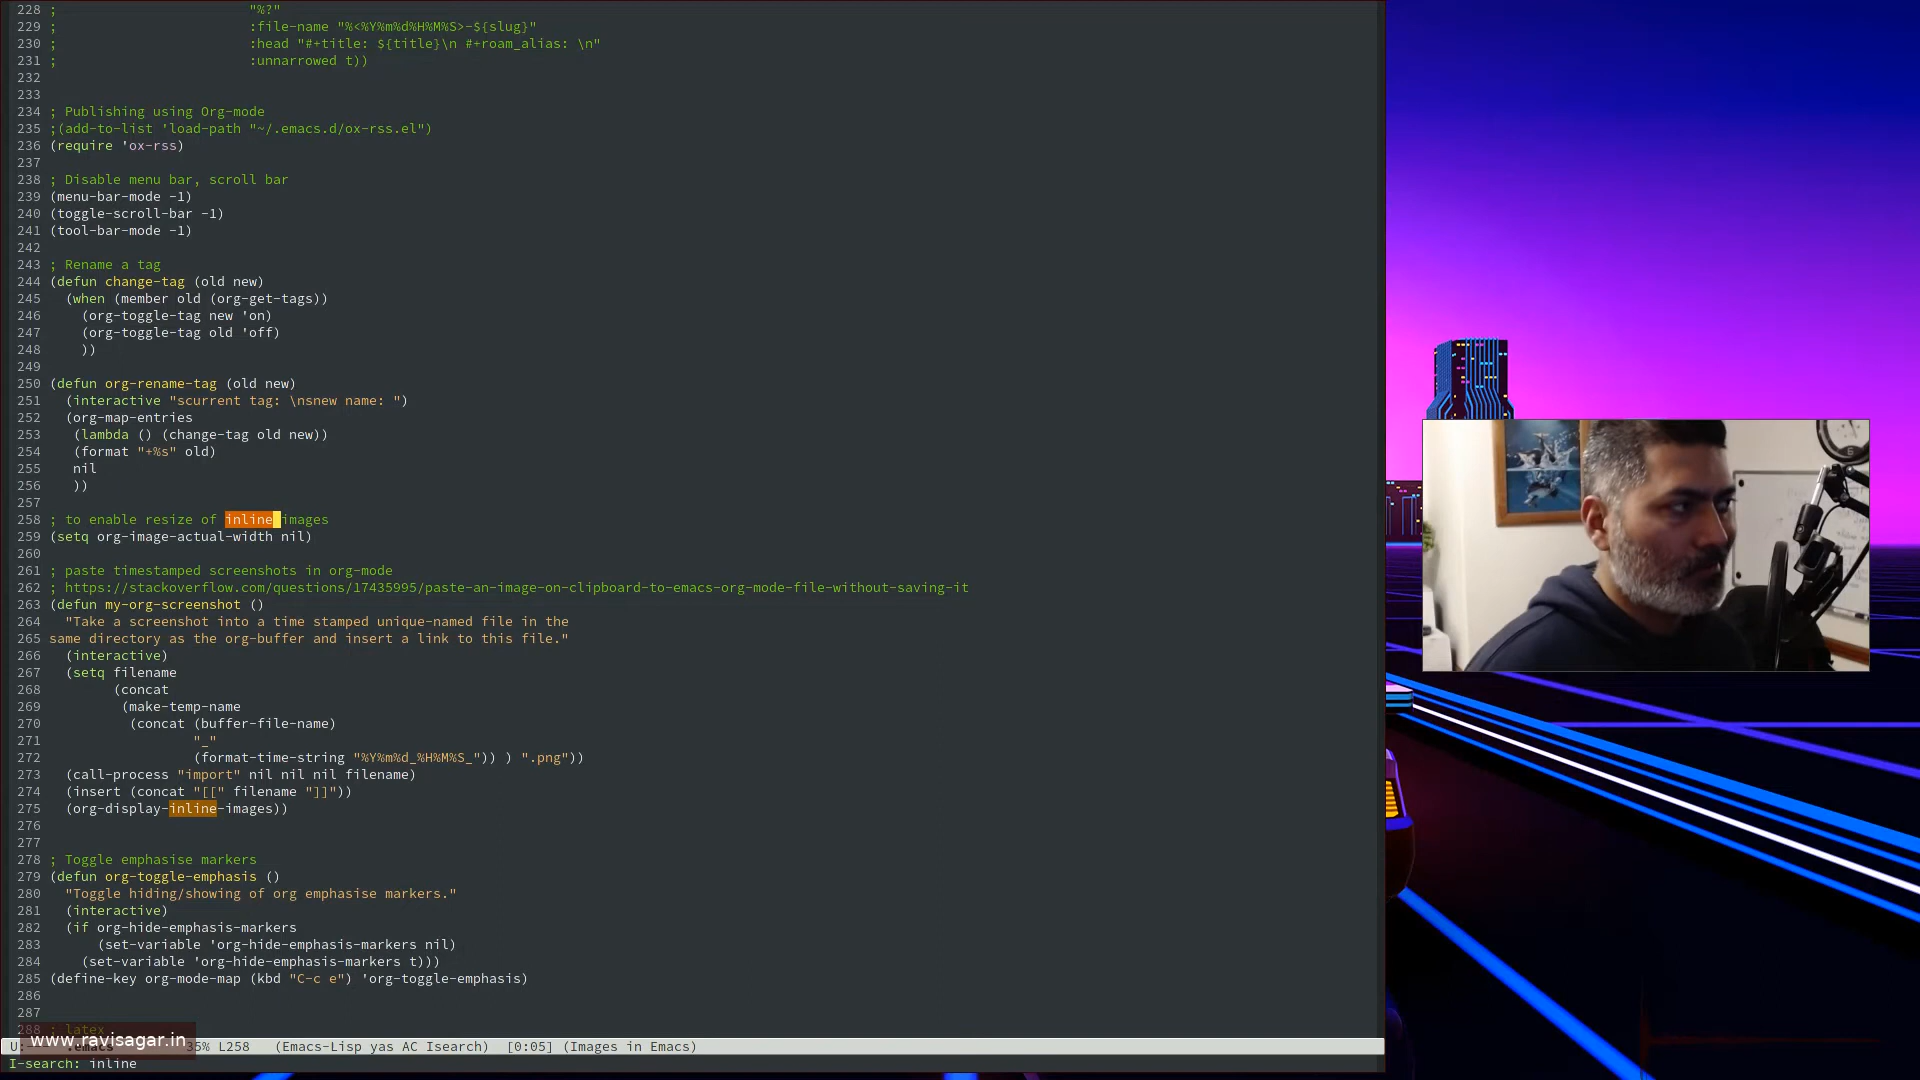 228 ;                        "%?"
229 ;                        :file-name "%<%Y%m%d%H%M%S>-${slug}"
230 ;                        :head "#+title: ${title}\n #+roam_alias: \n"
231 ;                        :unnarrowed t))
232
233
234 ; Publishing using Org-mode
235 ;(add-to-list 'load-path "~/.emacs.d/ox-rss.el")
236 (require 'ox-rss)
237
238 ; Disable menu bar, scroll bar
239 (menu-bar-mode -1)
240 (toggle-scroll-bar -1)
241 (tool-bar-mode -1)
242
243 ; Rename a tag
244 (defun change-tag (old new)
245   (when (member old (org-get-tags))
246     (org-toggle-tag new 'on)
247     (org-toggle-tag old 'off)
248     ))
249
250 (defun org-rename-tag (old new)
251   (interactive "scurrent tag: \nsnew name: ")
252   (org-map-entries
253    (lambda () (change-tag old new))
254    (format "+%s" old)
255    nil
256    ))
257
258 ; to enable resize of inline images
259 (setq org-image-actual-width nil)
260
261 ; paste timestamped screenshots in org-mode
262 ; https://stackoverflow.com/questions/17435995/paste-an-image-on-clipboard-to-emacs-org-mode-file-without-saving-it
263 (defun my-org-screenshot ()
264   "Take a screenshot into a time stamped unique-named file in the
265 same directory as the org-buffer and insert a link to this file."
266   (interactive)
267   (setq filename
268         (concat
269          (make-temp-name
270           (concat (buffer-file-name)
271                   "_"
272                   (format-time-string "%Y%m%d_%H%M%S_")) ) ".png"))
273   (call-process "import" nil nil nil filename)
274   (insert (concat "[[" filename "]]"))
275   (org-display-inline-images))
276
277
278 ; Toggle emphasise markers
279 (defun org-toggle-emphasis ()
280   "Toggle hiding/showing of org emphasise markers."
281   (interactive)
282   (if org-hide-emphasis-markers
283       (set-variable 'org-hide-emphasis-markers nil)
284     (set-variable 'org-hide-emphasis-markers t)))
285 (define-key org-mode-map (kbd "C-c e") 'org-toggle-emphasis)
286
287
288 ; latex
www.ravisagar.in
U: .emacs 35% L258 (Emacs-Lisp yas AC Isearch) [0:05] (Images in Emacs)
I-search: inline